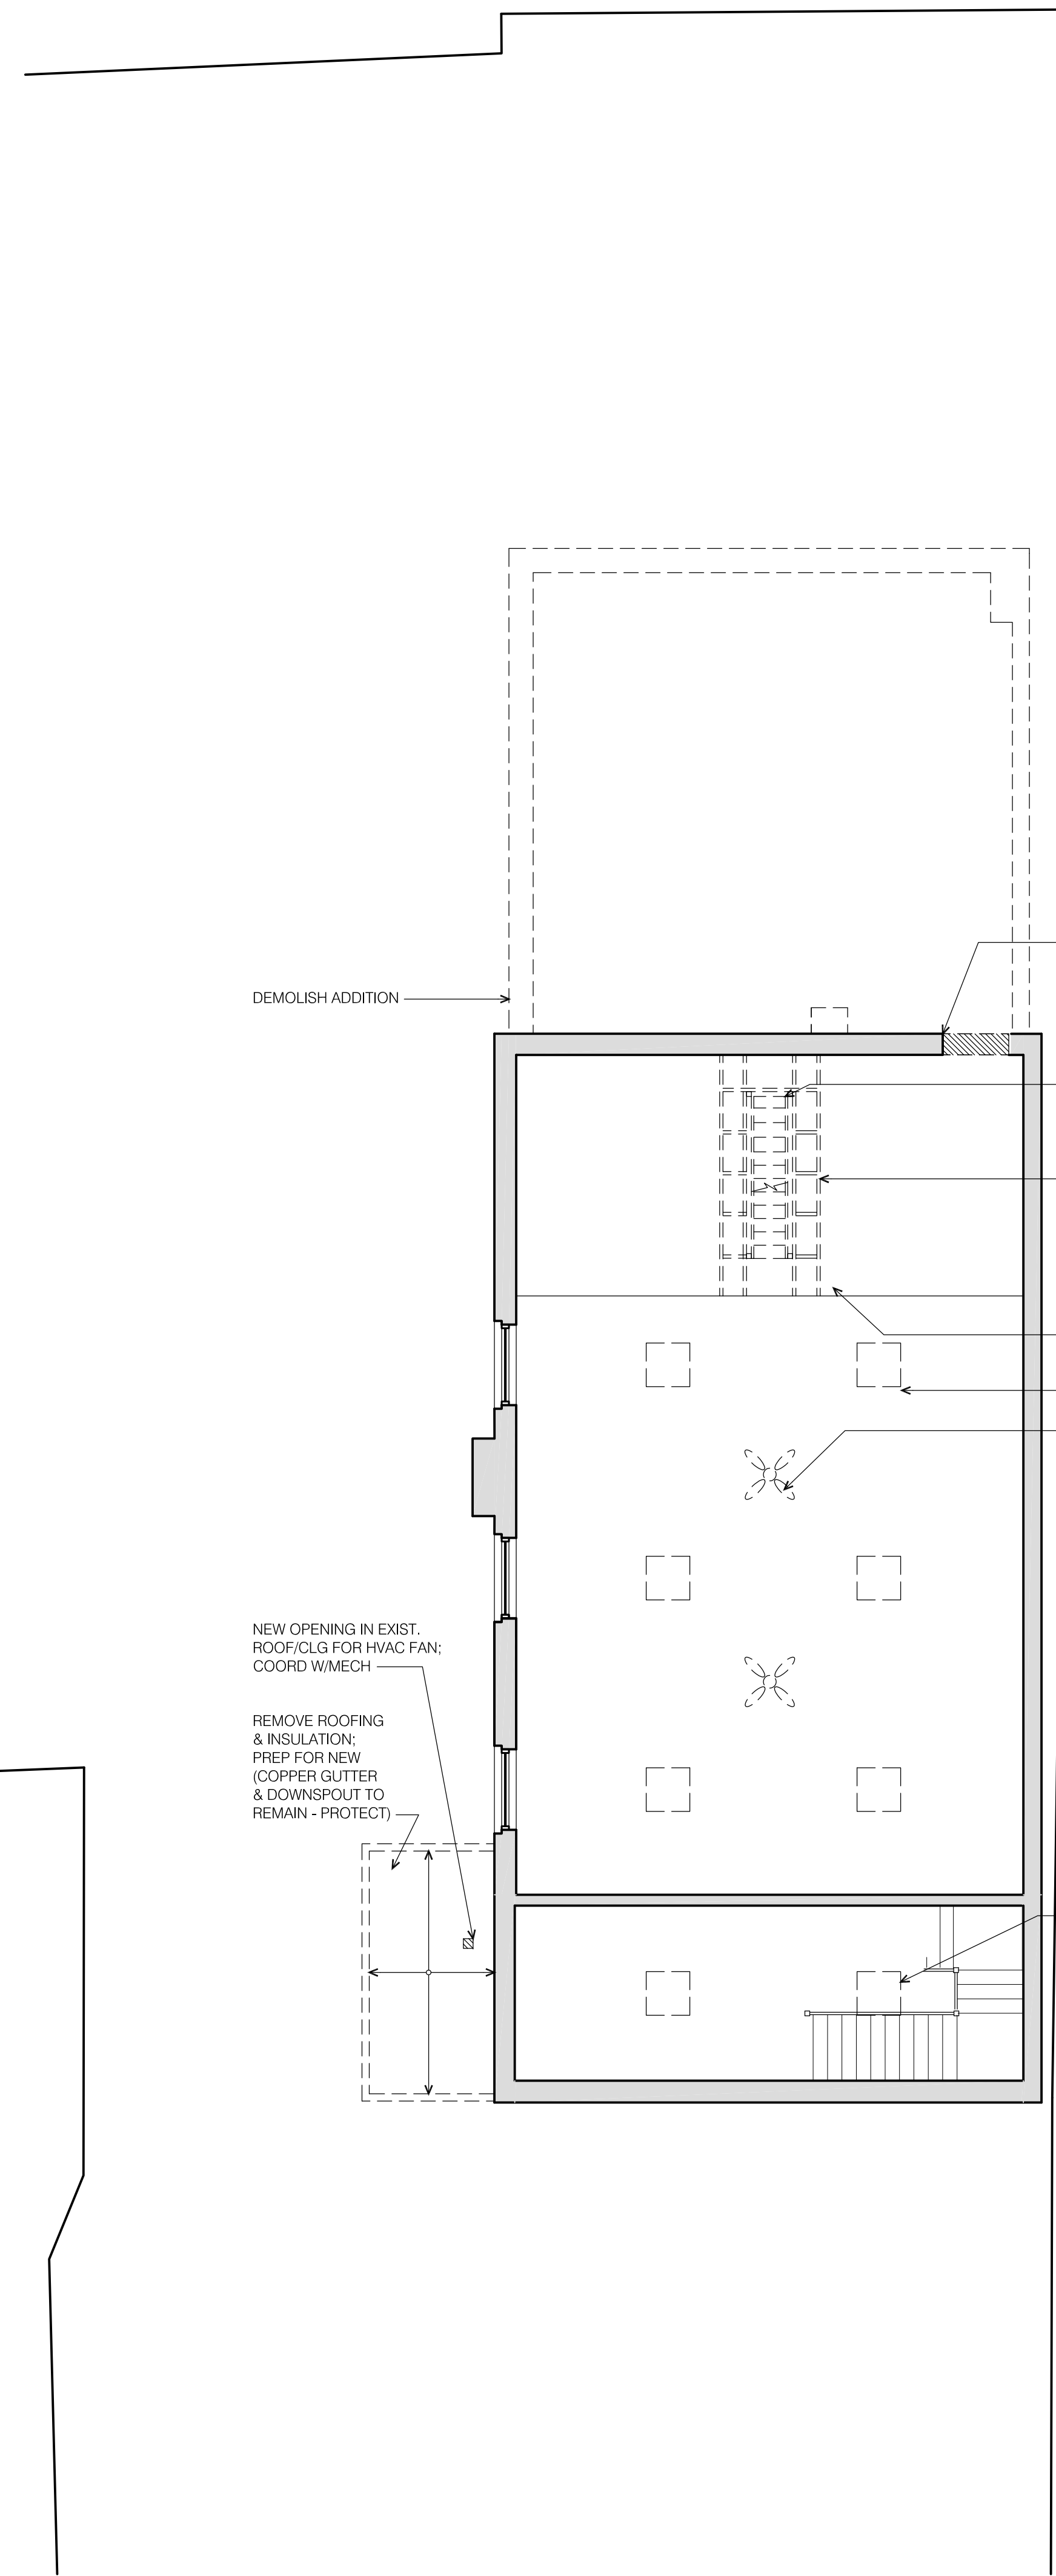 DEMOLISH ADDITION
NEW OPENING IN EXIST.
ROOF/CLG FOR HVAC FAN;
COORD W/MECH
REMOVE ROOFING
& INSULATION;
PREP FOR NEW
(COPPER GUTTER
& DOWNSPOUT TO
REMAIN - PROTECT)